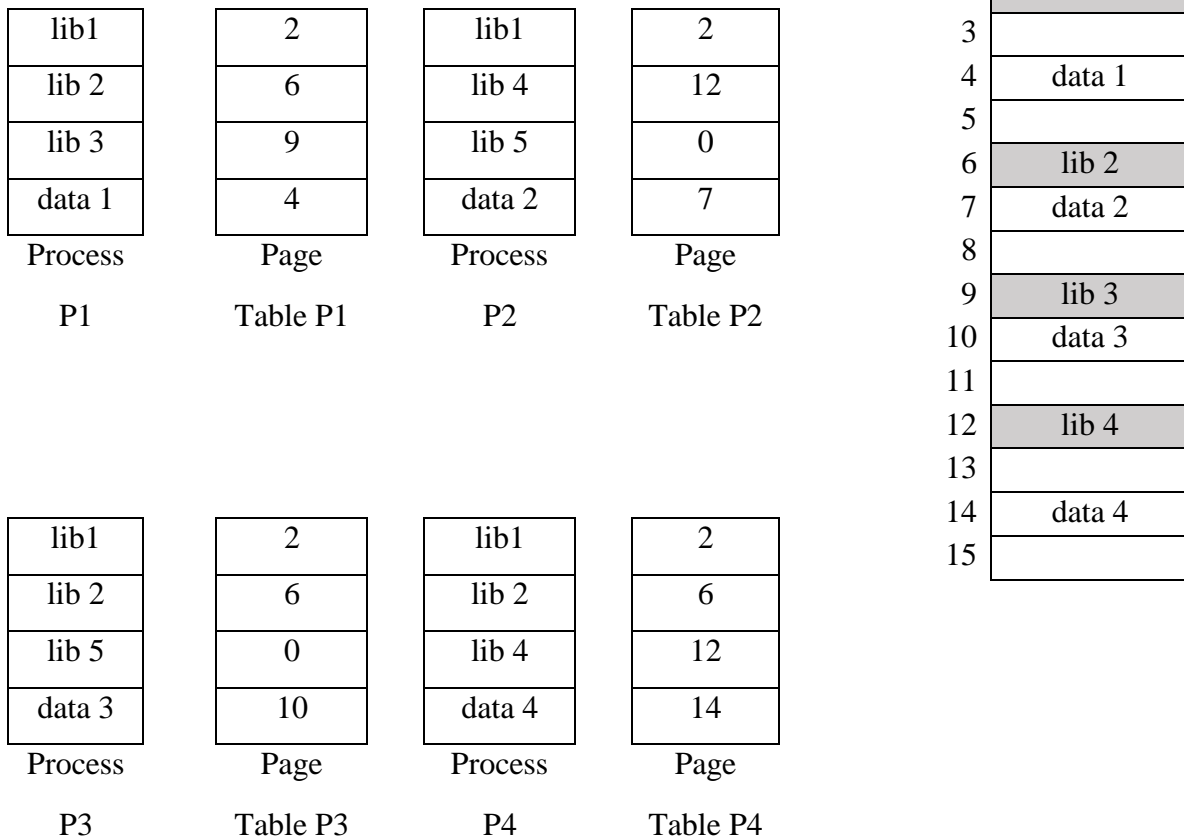 lib1 2 lib1 2
lib 2 6 lib 4 12
lib 3 9 lib 5 0
data 1 4 data 2 7
Process Page Process Page
P1 Table P1 P2 Table P2
3
4 data 1
5
6 lib 2
7 data 2
8
9 lib 3
10 data 3
11
12 lib 4
13
14 data 4
15
lib1 2 lib1 2
lib 2 6 lib 2 6
lib 5 0 lib 4 12
data 3 10 data 4 14
Process Page Process Page
P3 Table P3 P4 Table P4